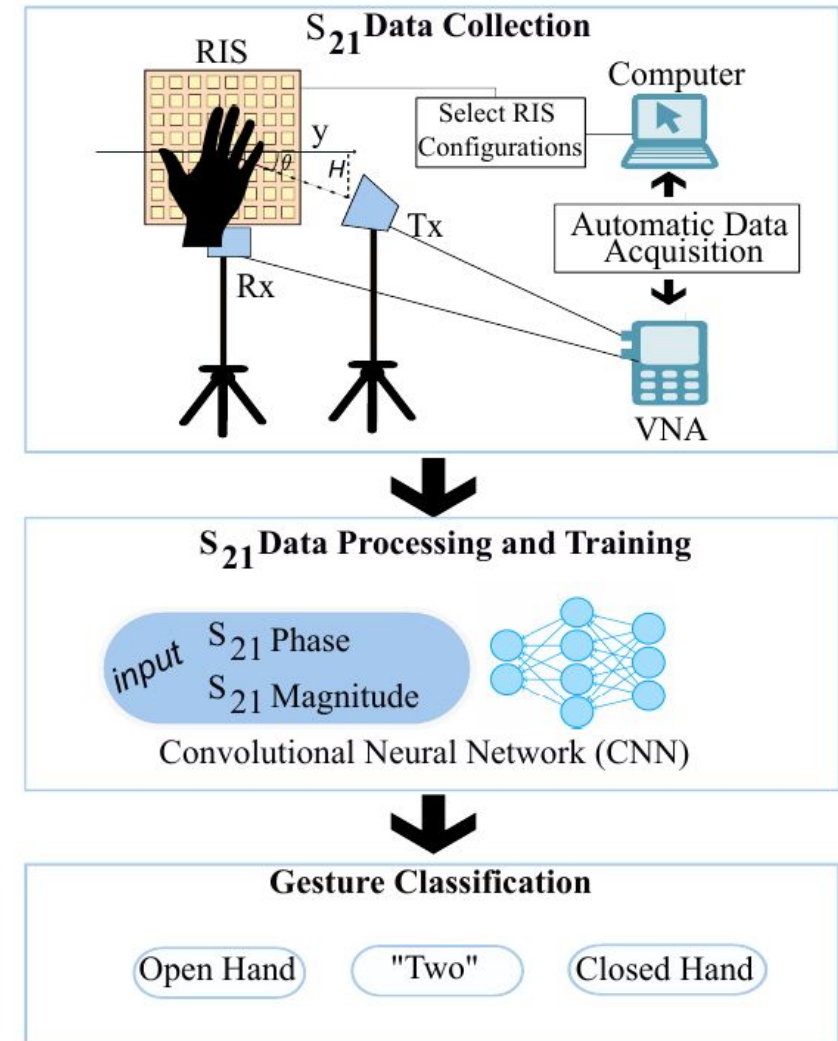 S21 Data Collection
RIS
Computer
Select RIS
Configurations
y
θ
H
Tx
Automatic Data
Acquisition
Rx
VNA
S21 Data Processing and Training
input
S21 Phase
S21 Magnitude
Convolutional Neural Network (CNN)
Gesture Classification
Open Hand
"Two"
Closed Hand